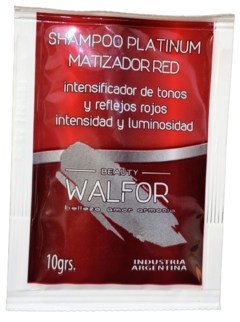 SHAMPOO PLATINUM
MATIZADOR RED
intensificador de tonos
y reflejos rojos
intensidad y luminosidad
BEAUTY
WALFOR
belleza amor armonía
10grs.
INDUSTRIA
ARGENTINA